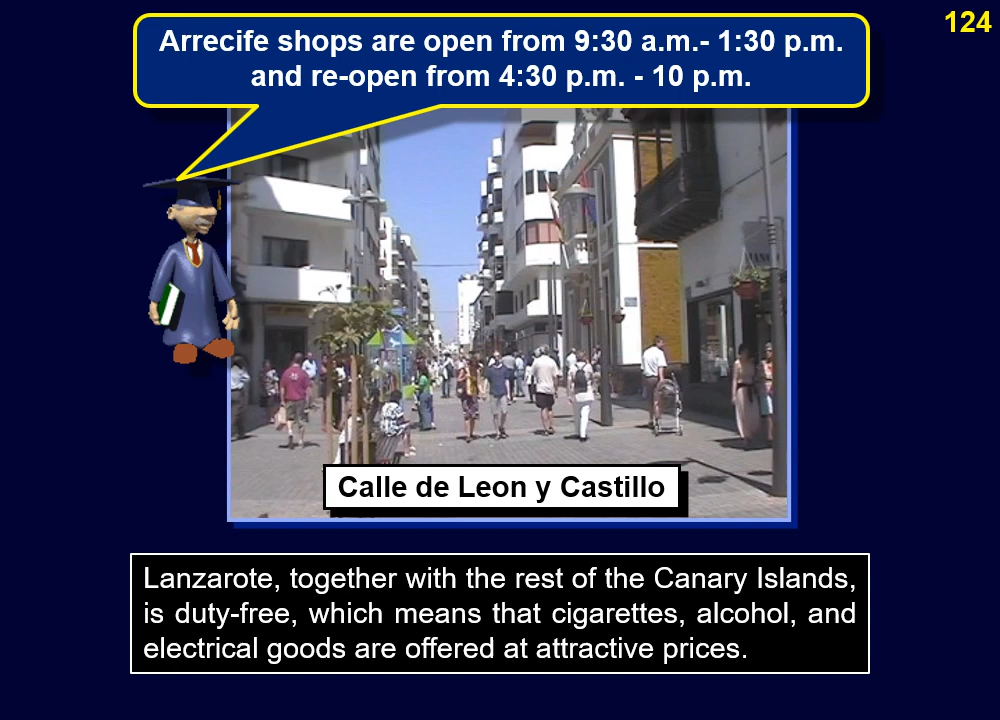 124
Arrecife shops are open from 9:30 a.m.- 1:30 p.m.
and re-open from 4:30 p.m. - 10 p.m.
Calle de Leon y Castillo
Lanzarote, together with the rest of the Canary Islands,
is duty-free, which means that cigarettes, alcohol, and
electrical goods are offered at attractive prices.